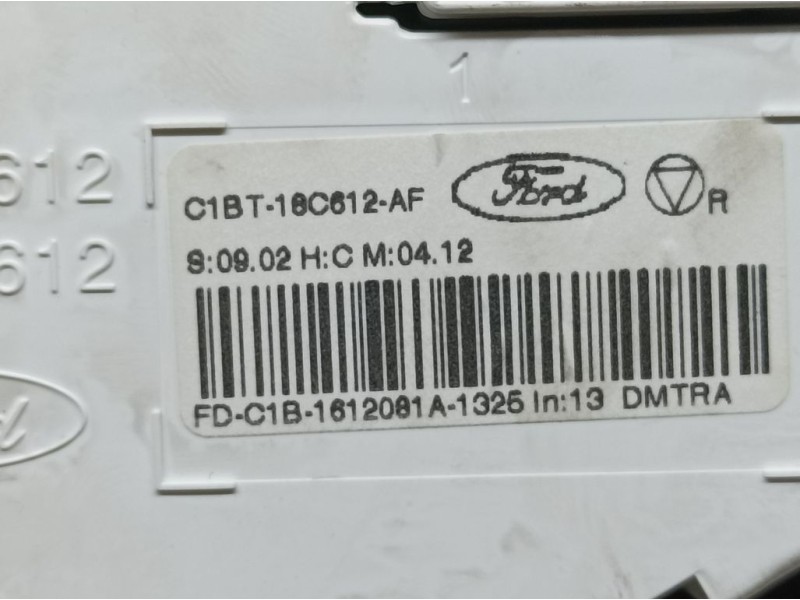 1
612
612
C1BT-18C612-AF Ford R
S:09.02 H:C M:04.12
FD-C1B-1612081A-1325 In:13 DMTRA